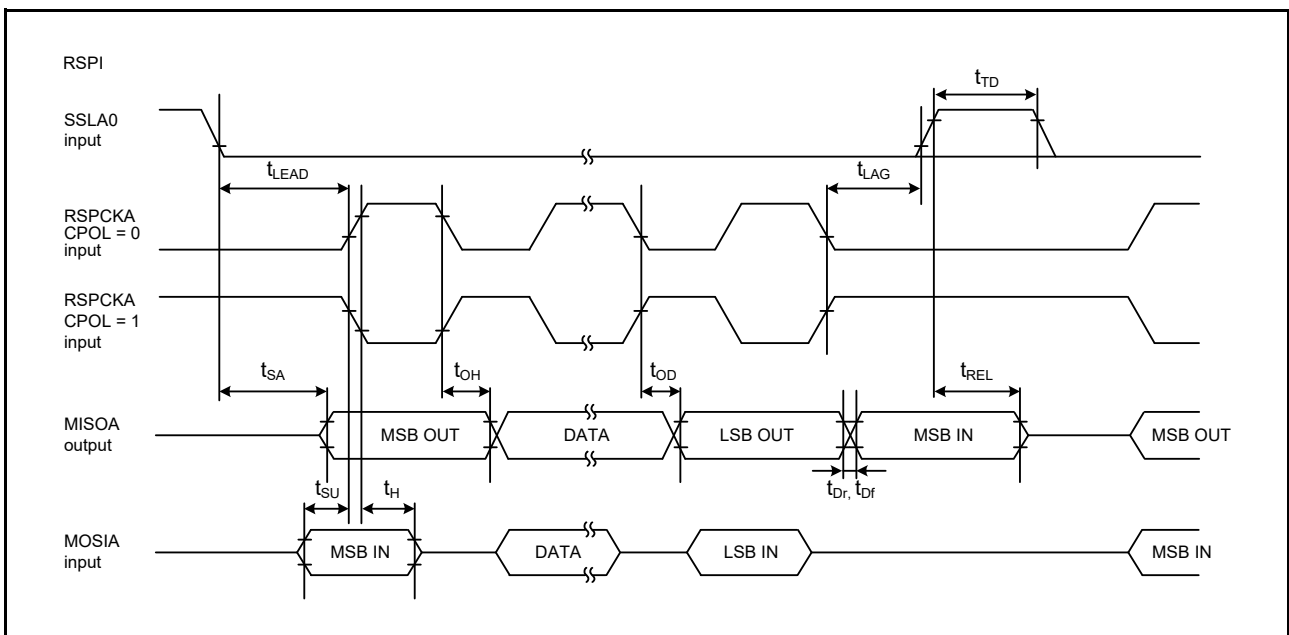 RSPI
tTD
SSLA0
input
tLEAD
tLAG
RSPCKA
CPOL = 0
input
RSPCKA
CPOL = 1
input
tSA
tOH
tOD
tREL
MISOA
output
MSB OUT
DATA
LSB OUT
MSB IN
MSB OUT
tSU
tH
tDr, tDf
MOSIA
input
MSB IN
DATA
LSB IN
MSB IN